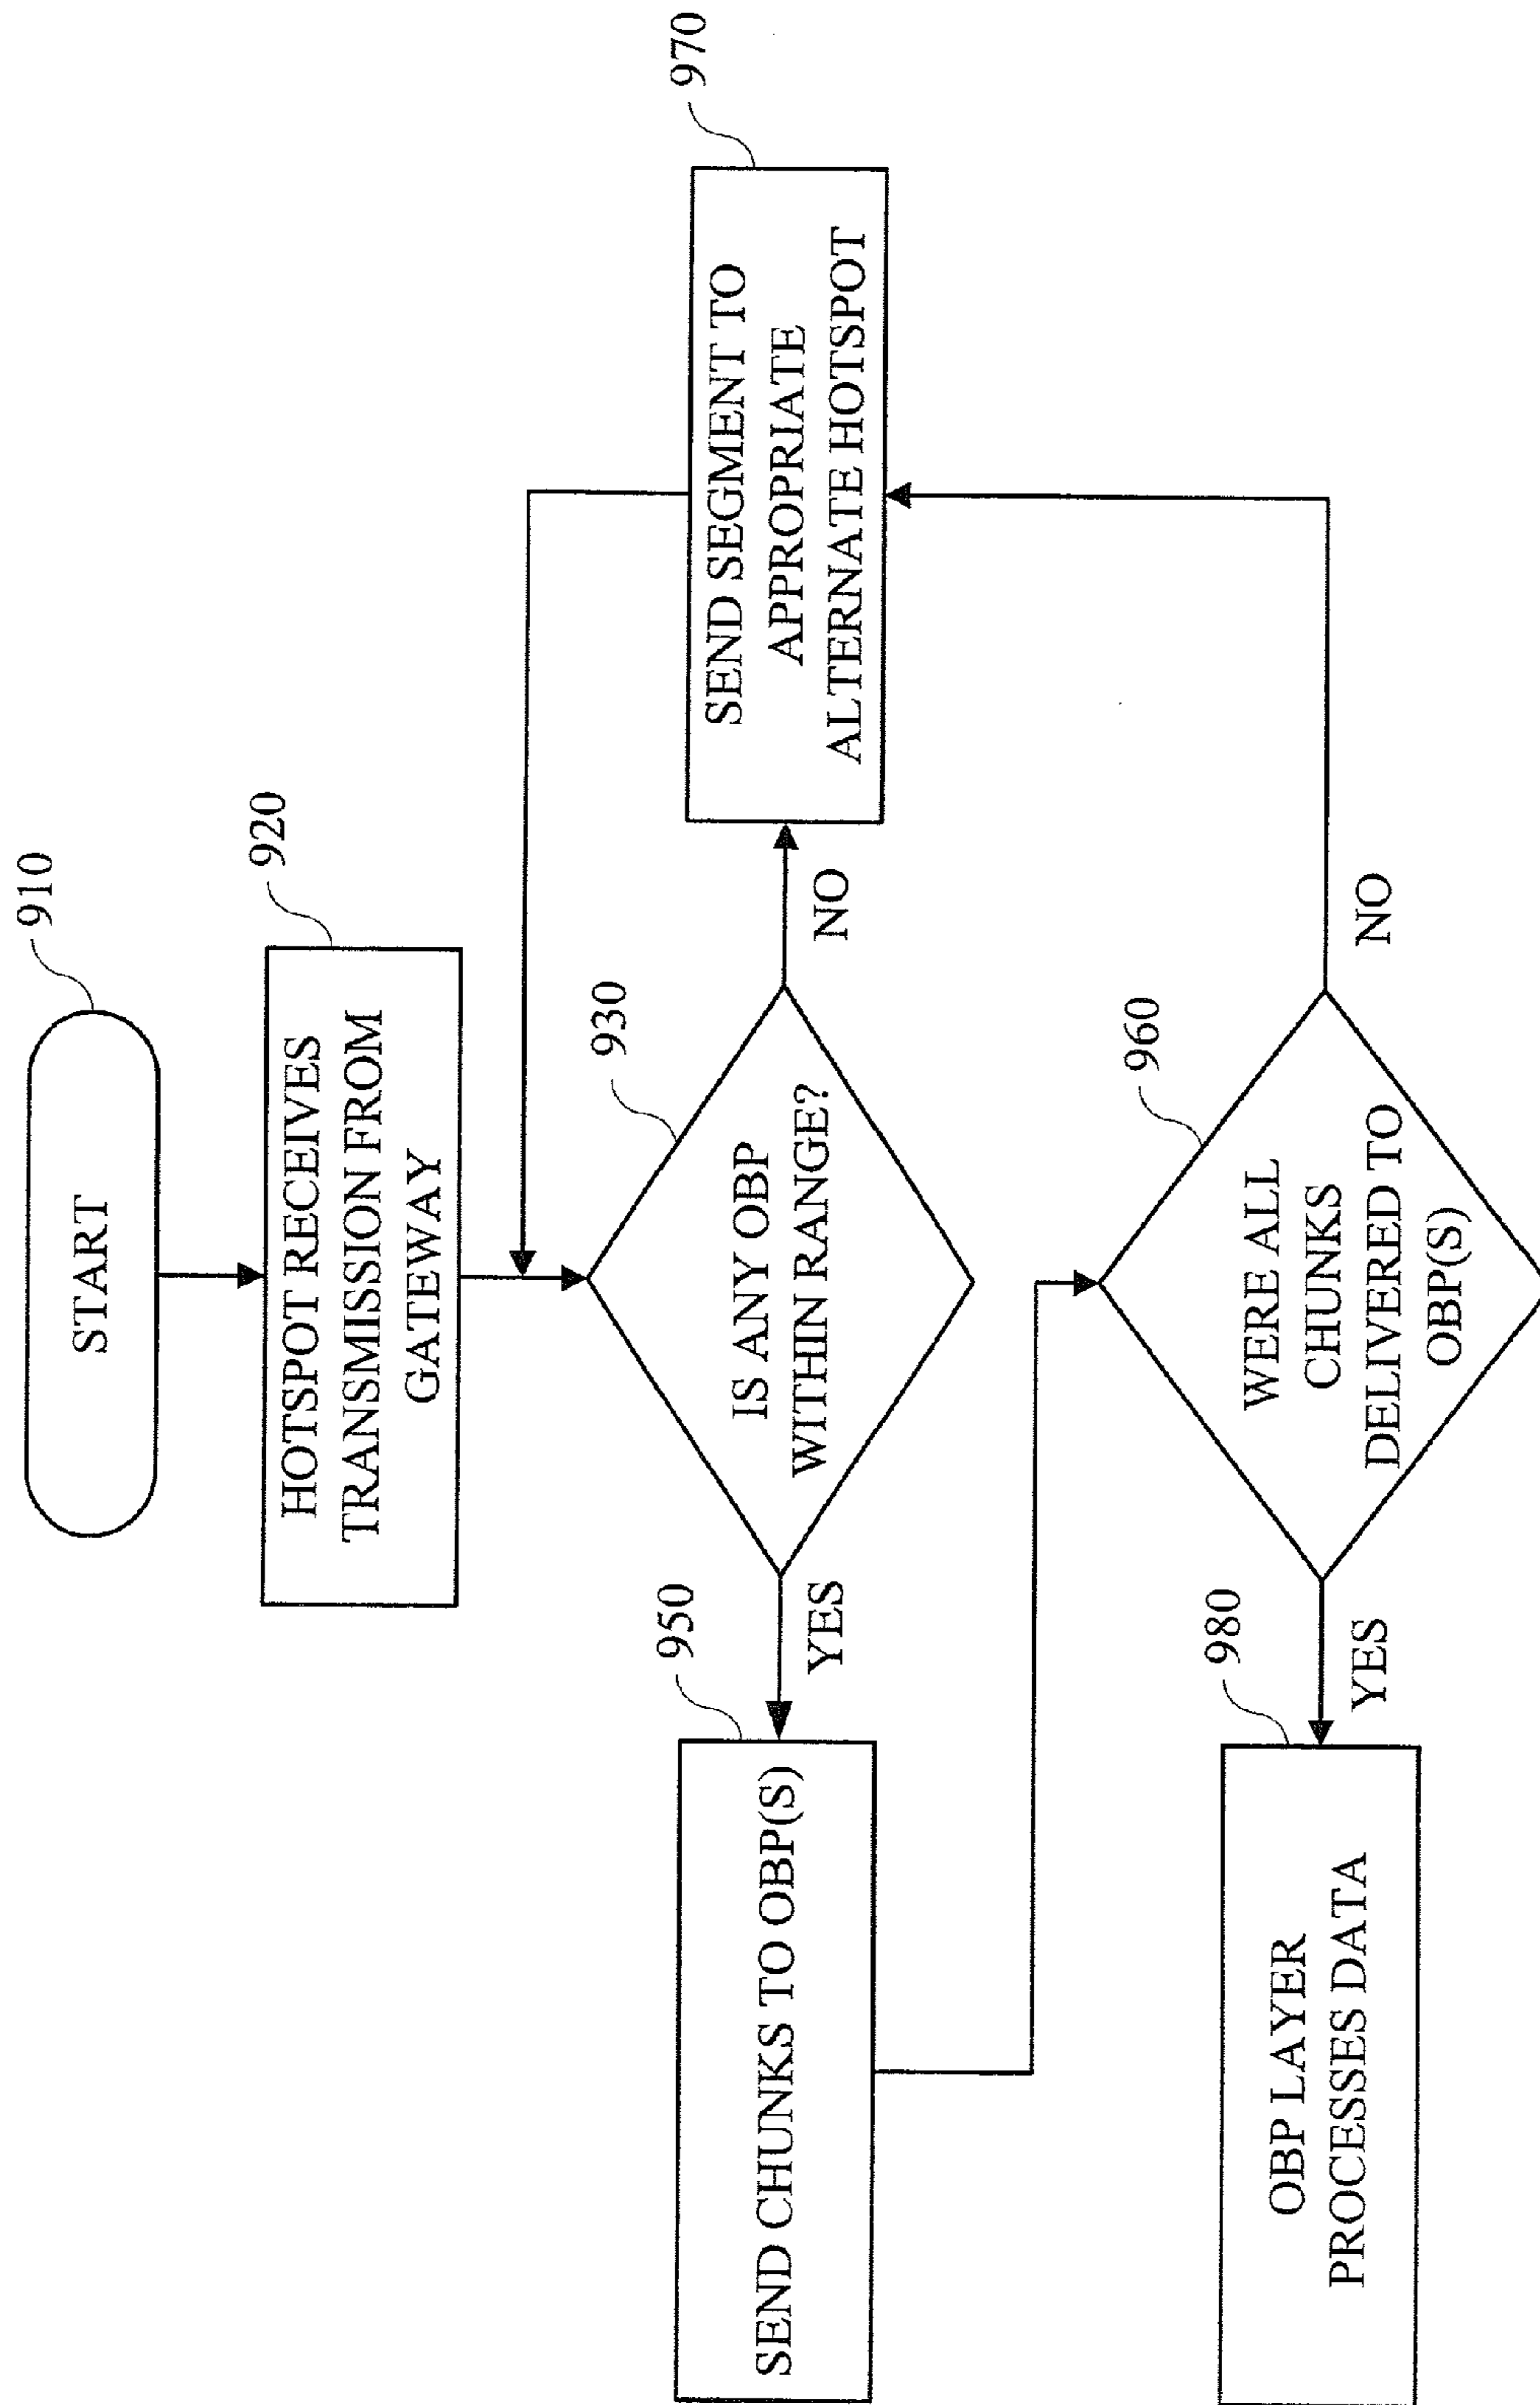 910
START
920
HOTSPOT RECEIVES
TRANSMISSION FROM
GATEWAY
930
IS ANY OBP
WITHIN RANGE?
YES
NO
950
SEND CHUNKS TO OBP(S)
970
SEND SEGMENT TO
APPROPRIATE
ALTERNATE HOTSPOT
960
WERE ALL
CHUNKS
DELIVERED TO
OBP(S)
YES
NO
980
OBP LAYER
PROCESSES DATA